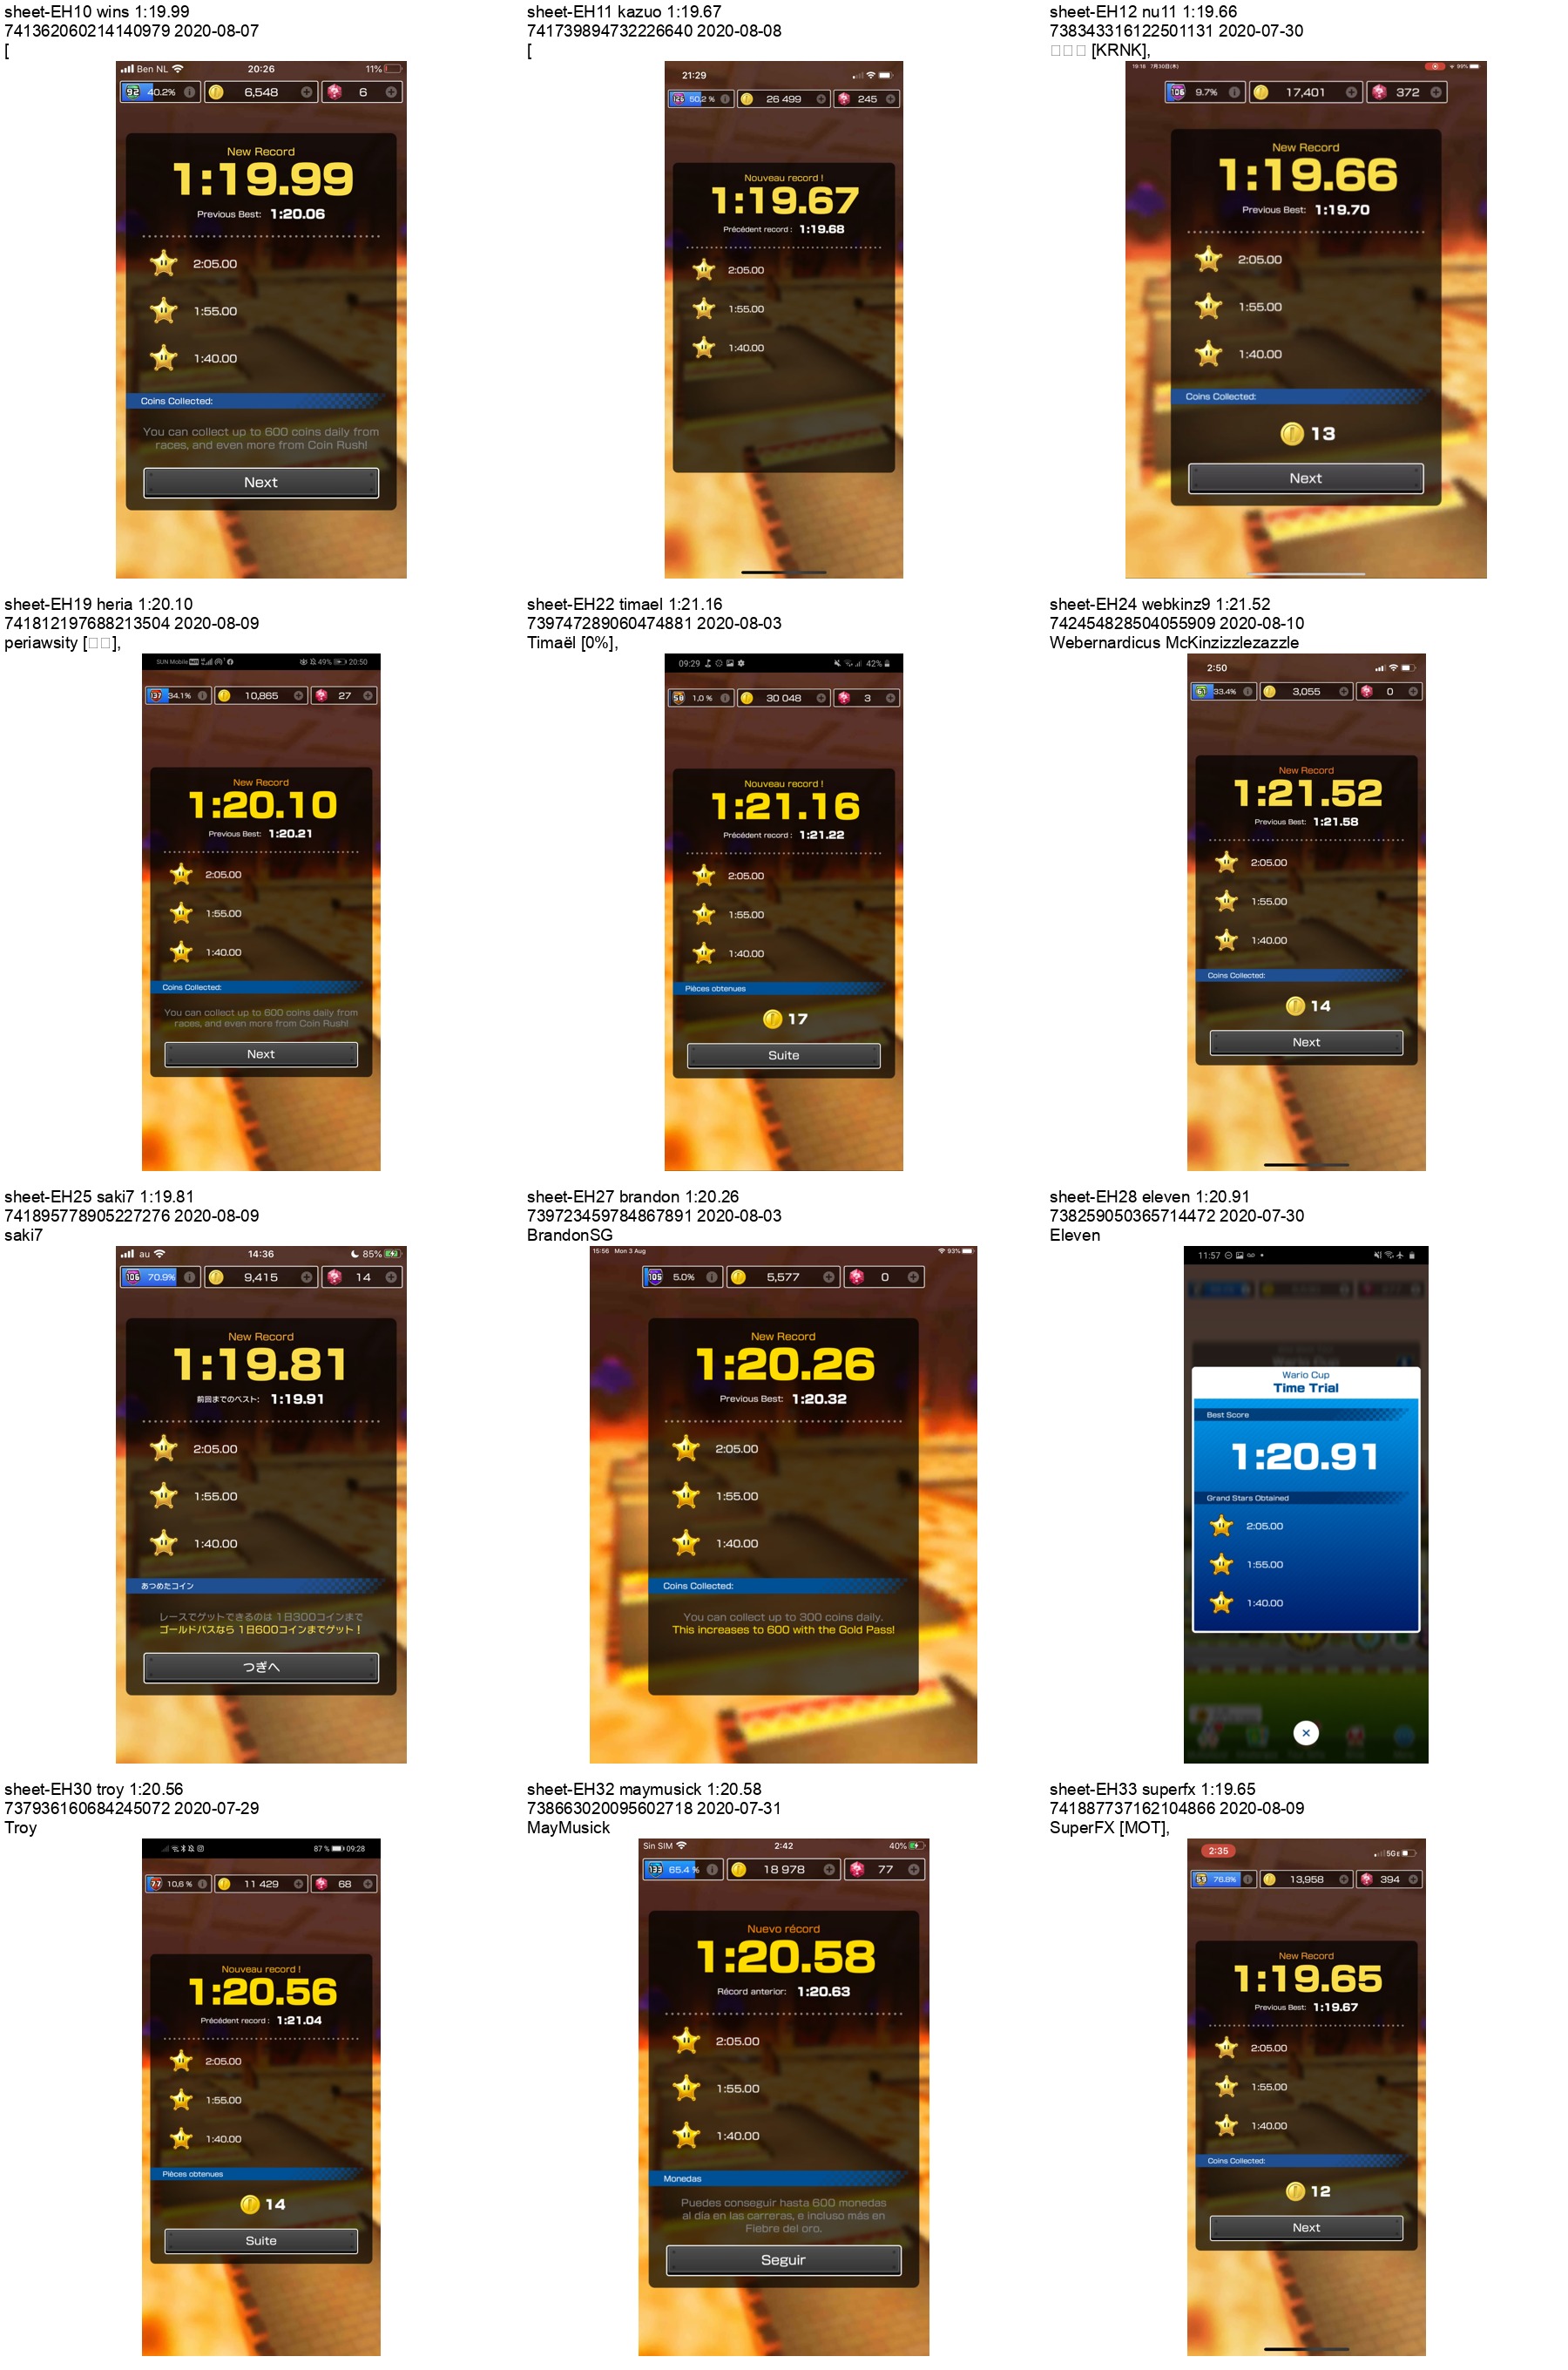 sheet-EH10 wins 1:19.99
741362060214140979 2020-08-07
[
Ben NL 20:26 11%
92 40.2% 6,548 6
New Record
1:19.99
Previous Best: 1:20.06
2:05.00
1:55.00
1:40.00
Coins Collected:
You can collect up to 600 coins daily from
races, and even more from Coin Rush!
Next
sheet-EH11 kazuo 1:19.67
741739894732226640 2020-08-08
[
21:29
126 50,2 % 26 499 245
Nouveau record !
1:19.67
Précédent record : 1:19.68
2:05.00
1:55.00
1:40.00
sheet-EH12 nu11 1:19.66
738343316122501131 2020-07-30
[KRNK],
19:16 7月30日(木) 99%
106 9.7% 17,401 372
New Record
1:19.66
Previous Best: 1:19.70
2:05.00
1:55.00
1:40.00
Coins Collected:
13
Next
sheet-EH19 heria 1:20.10
741812197688213504 2020-08-09
periawsity [],
SUN Mobile 49% 20:50
137 34.1% 10,865 27
New Record
1:20.10
Previous Best: 1:20.21
2:05.00
1:55.00
1:40.00
Coins Collected:
You can collect up to 600 coins daily from
races, and even more from Coin Rush!
Next
sheet-EH22 timael 1:21.16
739747289060474881 2020-08-03
Timaël [0%],
09:29 42%
58 1,0 % 30 048 3
Nouveau record !
1:21.16
Précédent record : 1:21.22
2:05.00
1:55.00
1:40.00
Pièces obtenues
17
Suite
sheet-EH24 webkinz9 1:21.52
742454828504055909 2020-08-10
Webernardicus McKinzizzlezazzle
2:50
61 33.4% 3,055 0
New Record
1:21.52
Previous Best: 1:21.58
2:05.00
1:55.00
1:40.00
Coins Collected:
14
Next
sheet-EH25 saki7 1:19.81
741895778905227276 2020-08-09
saki7
au 14:36 85%
106 70.9% 9,415 14
New Record
1:19.81
前回までのベスト: 1:19.91
2:05.00
1:55.00
1:40.00
あつめたコイン
レースでゲットできるのは 1日300コインまで
ゴールドパスなら 1日600コインまでゲット!
つぎへ
sheet-EH27 brandon 1:20.26
739723459784867891 2020-08-03
BrandonSG
15:56 Mon 3 Aug 93%
105 5.0% 5,577 0
New Record
1:20.26
Previous Best: 1:20.32
2:05.00
1:55.00
1:40.00
Coins Collected:
You can collect up to 300 coins daily.
This increases to 600 with the Gold Pass!
sheet-EH28 eleven 1:20.91
738259050365714472 2020-07-30
Eleven
11:57
Wario Cup
Time Trial
Best Score
1:20.91
Grand Stars Obtained
2:05.00
1:55.00
1:40.00
sheet-EH30 troy 1:20.56
737936160684245072 2020-07-29
Troy
87 % 09:28
77 10,6 % 11 429 68
Nouveau record !
1:20.56
Précédent record : 1:21.04
2:05.00
1:55.00
1:40.00
Pièces obtenues
14
Suite
sheet-EH32 maymusick 1:20.58
738663020095602718 2020-07-31
MayMusick
Sin SIM 2:42 40%
133 65.4 % 18 978 77
Nuevo récord
1:20.58
Récord anterior: 1:20.63
2:05.00
1:55.00
1:40.00
Monedas
Puedes conseguir hasta 600 monedas
al día en las carreras, e incluso más en
Fiebre del oro.
Seguir
sheet-EH33 superfx 1:19.65
741887737162104866 2020-08-09
SuperFX [MOT],
2:35 5GE
59 76.8% 13,958 394
New Record
1:19.65
Previous Best: 1:19.67
2:05.00
1:55.00
1:40.00
Coins Collected:
12
Next